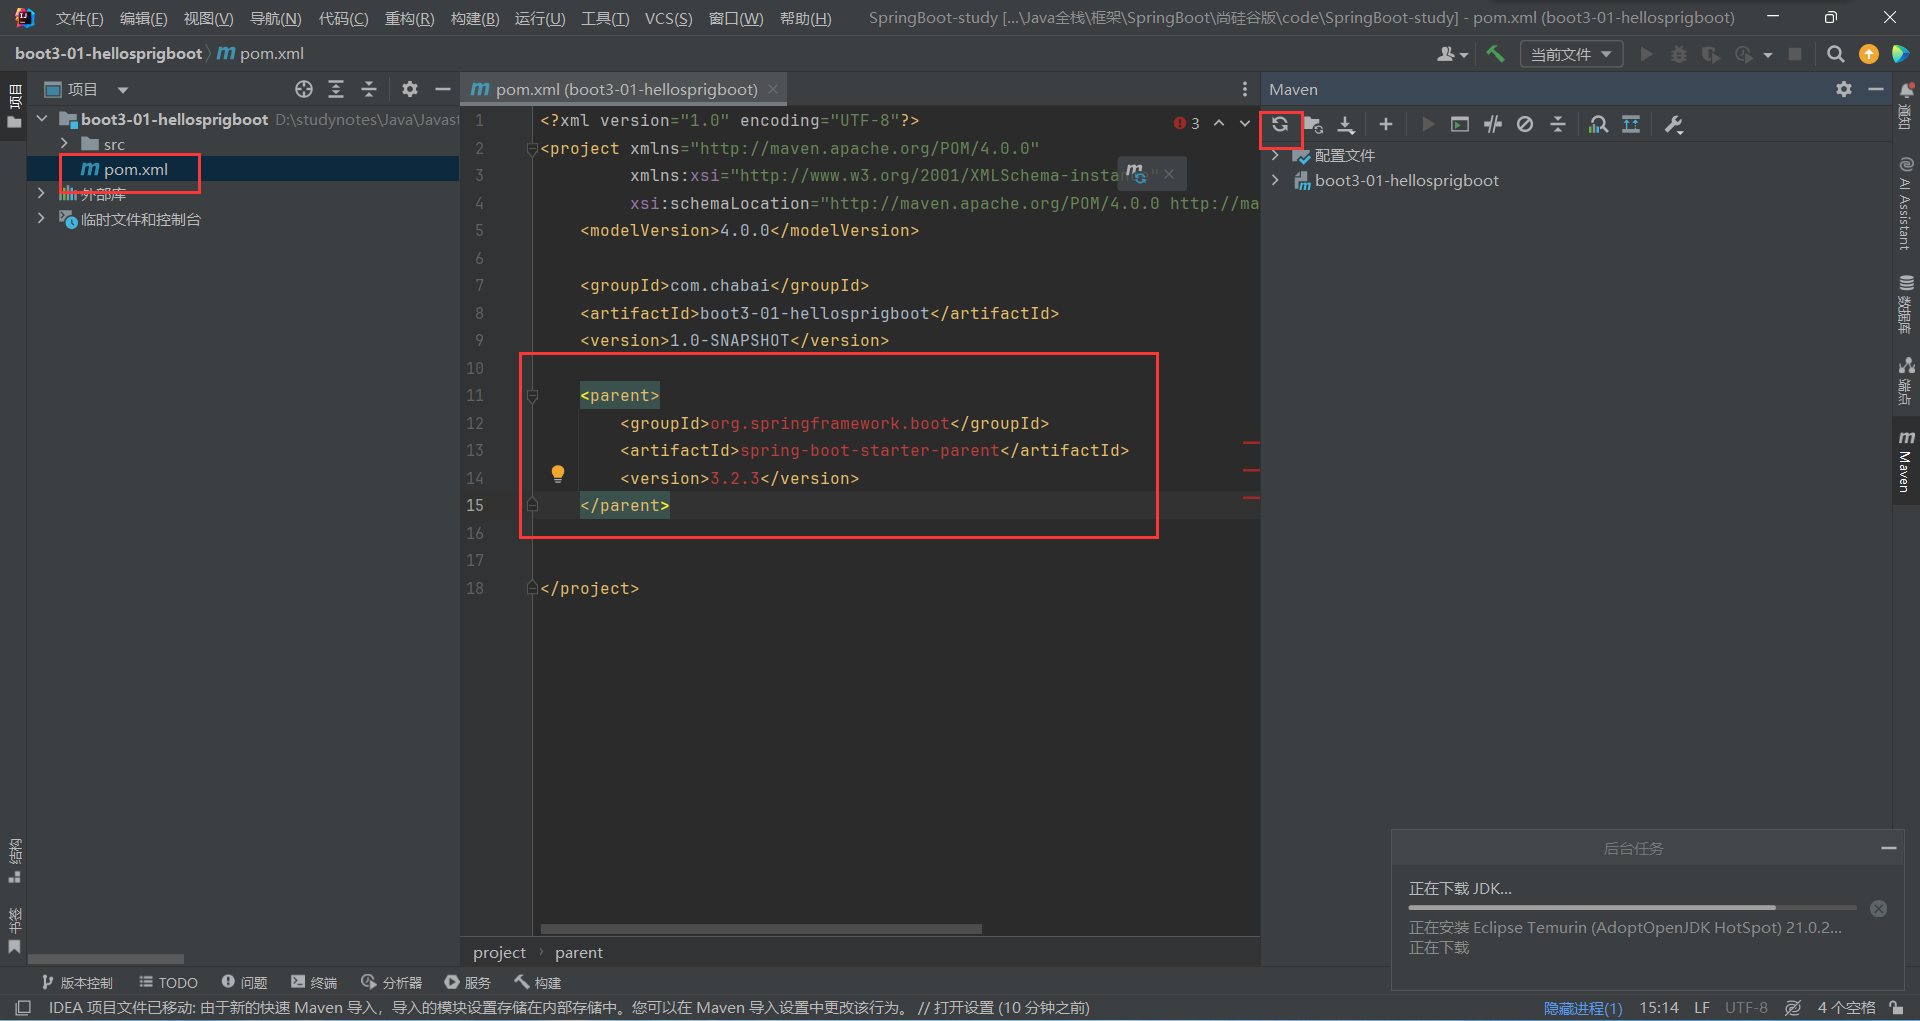 文件(F) 编辑(E) 视图(V) 导航(N) 代码(C) 重构(R) 构建(B) 运行(U) 工具(T) VCS(S) 窗口(W) 帮助(H) SpringBoot-study [...\Java全栈\框架\SpringBoot\尚硅谷版\code\SpringBoot-study] - pom.xml (boot3-01-hellosprigboot)
boot3-01-hellosprigboot pom.xml
当前文件
项目
项目
boot3-01-hellosprigboot D:\studynotes\Java\Javast
src
pom.xml
外部库
临时文件和控制台
pom.xml (boot3-01-hellosprigboot)
3
1 <?xml version="1.0" encoding="UTF-8"?>
2 <project xmlns="http://maven.apache.org/POM/4.0.0"
3 xmlns:xsi="http://www.w3.org/2001/XMLSchema-instance"
4 xsi:schemaLocation="http://maven.apache.org/POM/4.0.0 http://ma
5 <modelVersion>4.0.0</modelVersion>
6
7 <groupId>com.chabai</groupId>
8 <artifactId>boot3-01-hellosprigboot</artifactId>
9 <version>1.0-SNAPSHOT</version>
10
11 <parent>
12 <groupId>org.springframework.boot</groupId>
13 <artifactId>spring-boot-starter-parent</artifactId>
14 <version>3.2.3</version>
15 </parent>
16
17
18 </project>
project parent
Maven
配置文件
boot3-01-hellosprigboot
通知
AI Assistant
数据库
端点
Maven
结构
书签
后台任务
正在下载 JDK...
正在安装 Eclipse Temurin (AdoptOpenJDK HotSpot) 21.0.2...
正在下载
版本控制 TODO 问题 终端 分析器 服务 构建
IDEA 项目文件已移动: 由于新的快速 Maven 导入，导入的模块设置存储在内部存储中。您可以在 Maven 导入设置中更改该行为。 // 打开设置 (10 分钟之前) 隐藏进程(1) 15:14 LF UTF-8 4 个空格